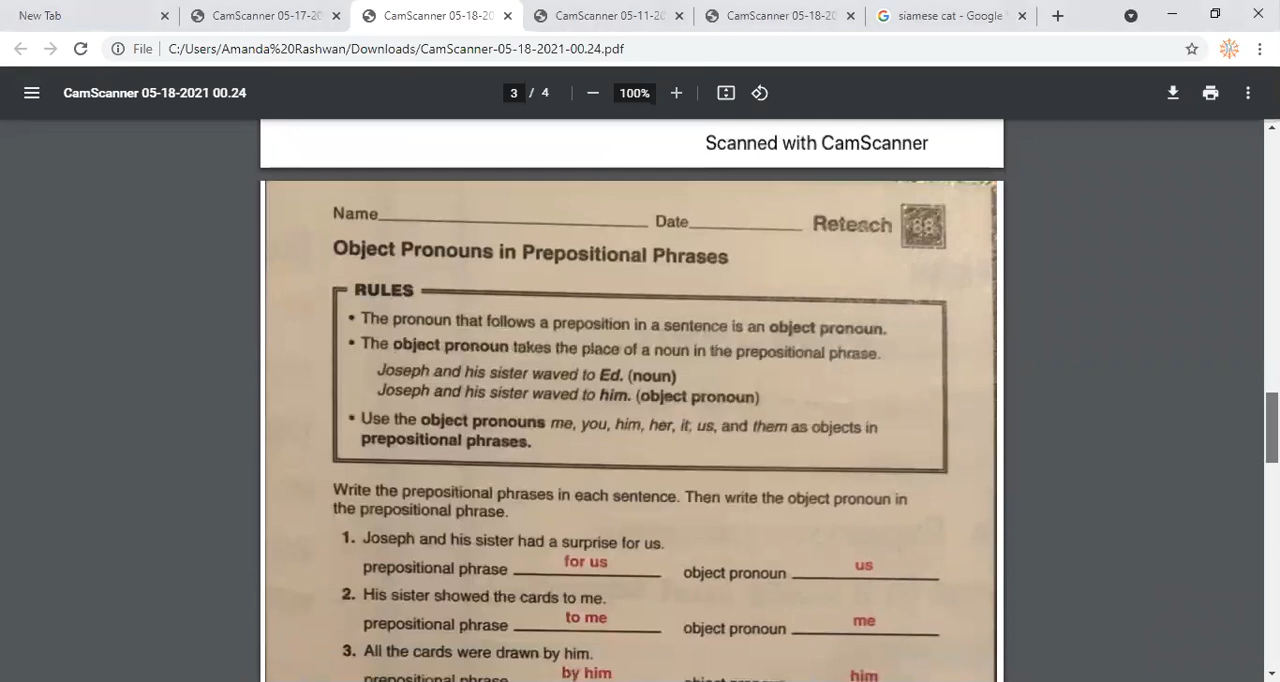 New Tab
CamScanner 05-17-20
CamScanner 05-18-20
CamScanner 05-11-20
CamScanner 05-18-20
siamese cat - Google
File C:/Users/Amanda%20Rashwan/Downloads/CamScanner-05-18-2021-00.24.pdf
CamScanner 05-18-2021 00.24
3 / 4
100%
Scanned with CamScanner
Name Date Reteach 88
Object Pronouns in Prepositional Phrases
RULES
• The pronoun that follows a preposition in a sentence is an object pronoun.
• The object pronoun takes the place of a noun in the prepositional phrase.
Joseph and his sister waved to Ed. (noun)
Joseph and his sister waved to him. (object pronoun)
• Use the object pronouns me, you, him, her, it, us, and them as objects in
prepositional phrases.
Write the prepositional phrases in each sentence. Then write the object pronoun in
the prepositional phrase.
1. Joseph and his sister had a surprise for us.
prepositional phrase for us object pronoun us
2. His sister showed the cards to me.
prepositional phrase to me object pronoun me
3. All the cards were drawn by him.
prepositional phrase by him object pronoun him